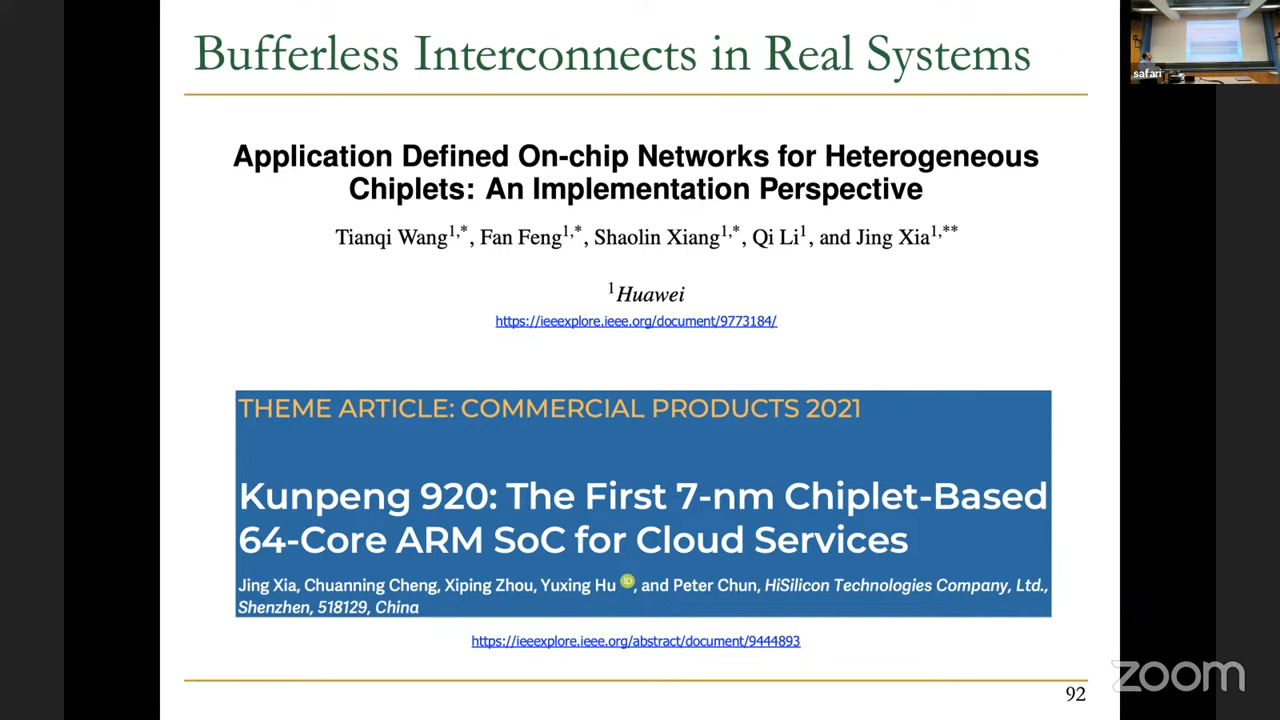 Bufferless Interconnects in Real Systems
safari
Application Defined On-chip Networks for Heterogeneous
Chiplets: An Implementation Perspective
Tianqi Wang1,*, Fan Feng1,*, Shaolin Xiang1,*, Qi Li1, and Jing Xia1,**
1Huawei
https://ieeexplore.ieee.org/document/9773184/
THEME ARTICLE: COMMERCIAL PRODUCTS 2021
Kunpeng 920: The First 7-nm Chiplet-Based
64-Core ARM SoC for Cloud Services
Jing Xia, Chuanning Cheng, Xiping Zhou, Yuxing Hu iD, and Peter Chun, HiSilicon Technologies Company, Ltd.,
Shenzhen, 518129, China
https://ieeexplore.ieee.org/abstract/document/9444893
zoom
92